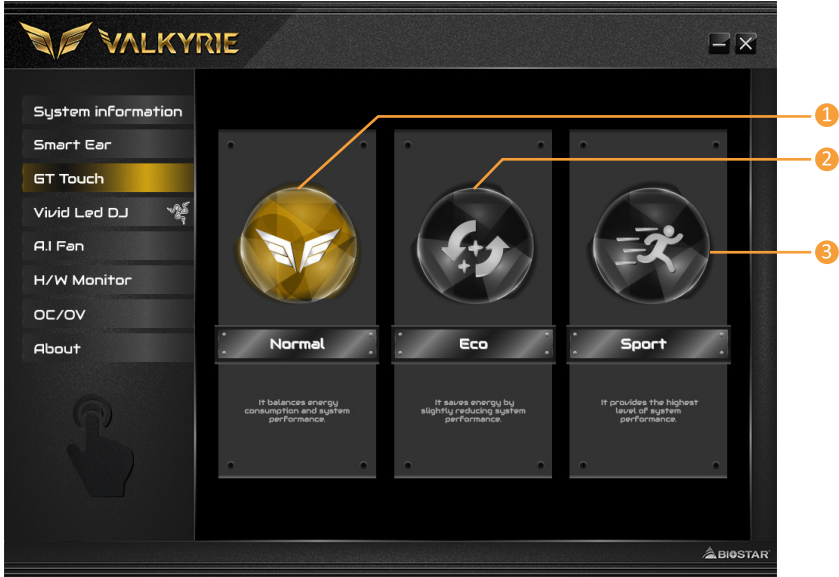 VALKYRIE
System information
Smart Ear
GT Touch
Vivid Led DJ
A.I Fan
H/W Monitor
OC/OV
About
1
2
3
Normal
Eco
Sport
It balances energy
consumption and system
performance.
It saves energy by
slightly reducing system
performance.
It provides the highest
level of system
performance.
BIOSTAR